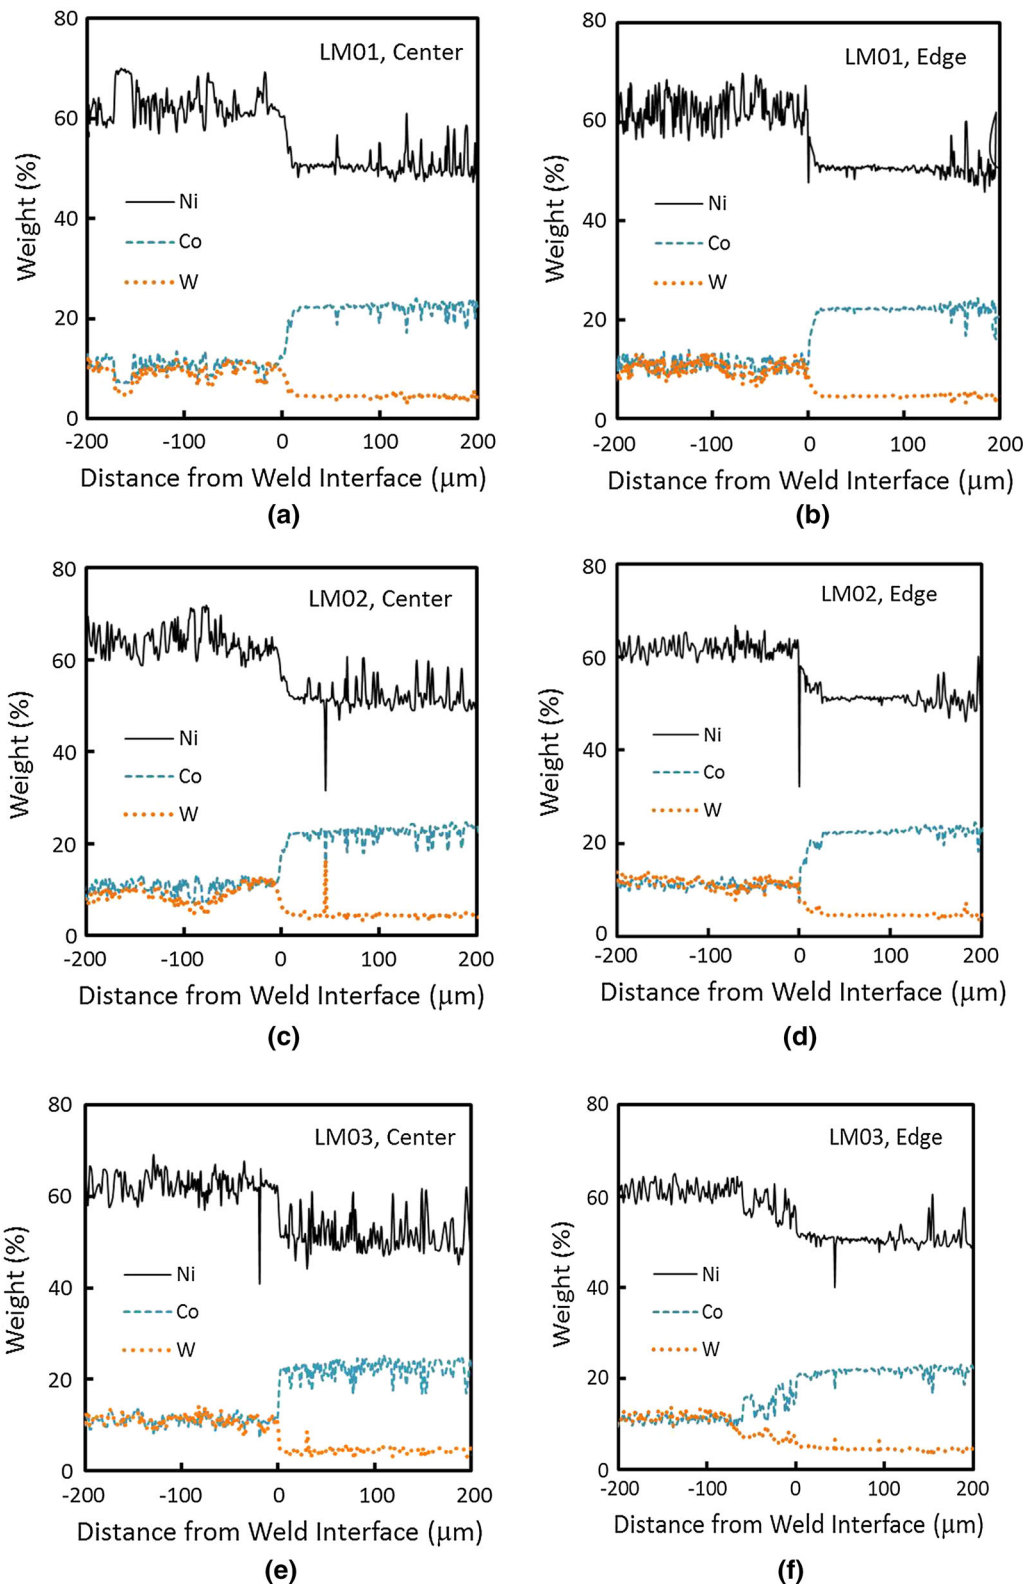 80
LM01, Center
60
Ni
40
Co
W
20
0
-200 -100 0 100 200
Weight (%)
Distance from Weld Interface (μm)
(a)
80
LM01, Edge
60
Ni
40
Co
W
20
0
-200 -100 0 100 200
Weight (%)
Distance from Weld Interface (μm)
(b)
80
LM02, Center
60
Ni
40
Co
W
20
0
-200 -100 0 100 200
Weight (%)
Distance from Weld Interface (μm)
(c)
80
LM02, Edge
60
Ni
40
Co
W
20
0
-200 -100 0 100 200
Weight (%)
Distance from Weld Interface (μm)
(d)
80
LM03, Center
60
Ni
40
Co
W
20
0
-200 -100 0 100 200
Weight (%)
Distance from Weld Interface (μm)
(e)
80
LM03, Edge
60
Ni
40
Co
W
20
0
-200 -100 0 100 200
Weight (%)
Distance from Weld Interface (μm)
(f)